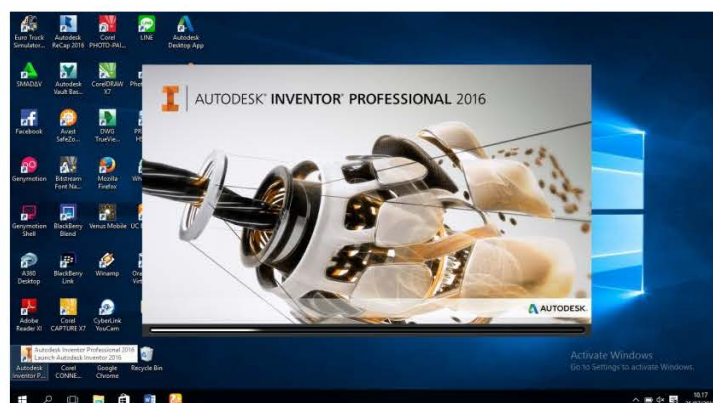 Euro Truck
Simulator...
Autodesk
ReCap 2016
Corel
PHOTO-PAI...
LINE
Autodesk
Desktop App
SMADΔV
Autodesk
Vault Bas...
CorelDRAW
X7
Facebook
Avast
SafeZo...
DWG
TrueVie...
Genymotion
Bitstream
Font Na...
Mozilla
Firefox
Genymotion
Shell
BlackBerry
Blend
Venus Mobile
A360
Desktop
BlackBerry
Link
Winamp
Adobe
Reader XI
Corel
CAPTURE X7
CyberLink
YouCam
Autodesk
Inventor P...
Corel
CONNE...
Google
Chrome
Recycle Bin
AUTODESK® INVENTOR® PROFESSIONAL 2016
AUTODESK.
Autodesk Inventor Professional 2016
Launch Autodesk Inventor 2016
Activate Windows
Go to Settings to activate Windows.
10.17